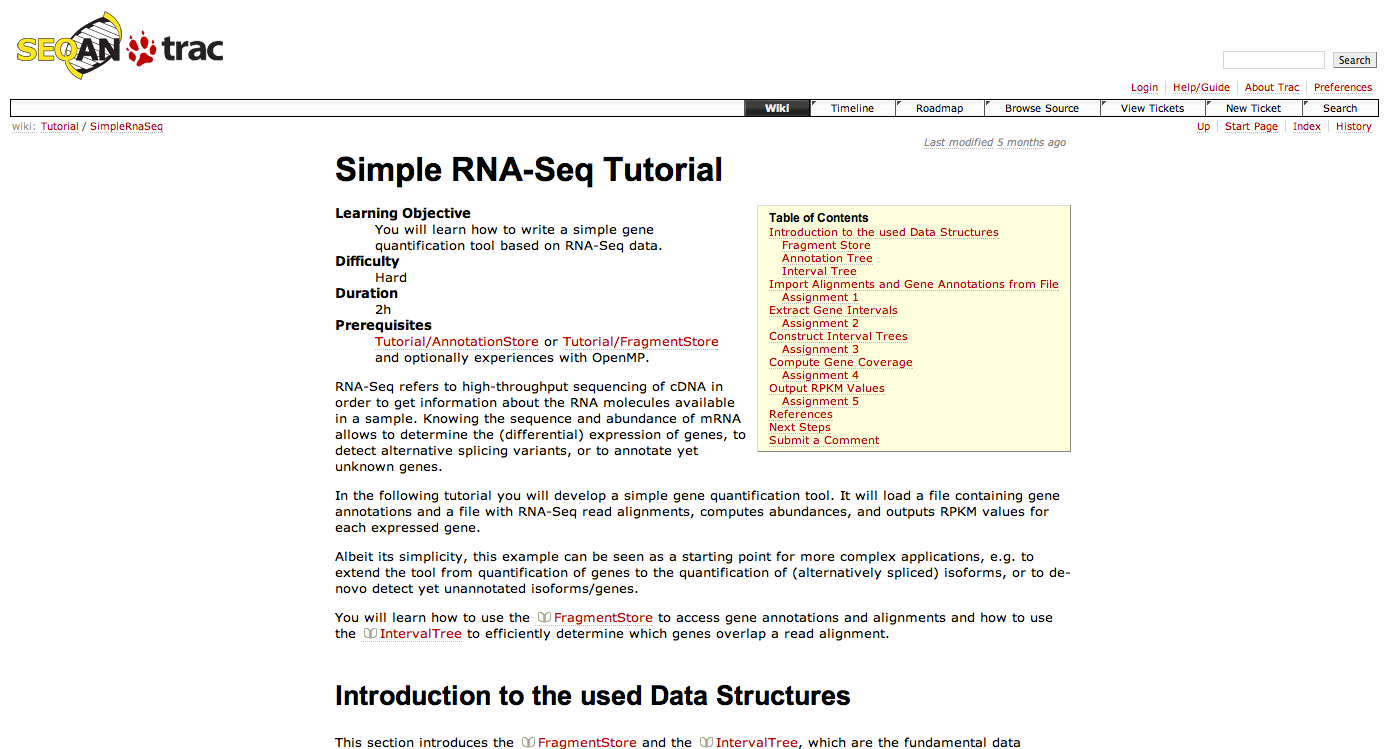 SEQAN trac
Search
Login Help/Guide About Trac Preferences
Wiki Timeline Roadmap Browse Source View Tickets New Ticket Search
wiki: Tutorial / SimpleRnaSeq
Up Start Page Index History
Last modified 5 months ago
Simple RNA-Seq Tutorial
Learning Objective
You will learn how to write a simple gene
quantification tool based on RNA-Seq data.
Difficulty
Hard
Duration
2h
Prerequisites
Tutorial/AnnotationStore or Tutorial/FragmentStore
and optionally experiences with OpenMP.
Table of Contents
Introduction to the used Data Structures
Fragment Store
Annotation Tree
Interval Tree
Import Alignments and Gene Annotations from File
Assignment 1
Extract Gene Intervals
Assignment 2
Construct Interval Trees
Assignment 3
Compute Gene Coverage
Assignment 4
Output RPKM Values
Assignment 5
References
Next Steps
Submit a Comment
RNA-Seq refers to high-throughput sequencing of cDNA in
order to get information about the RNA molecules available
in a sample. Knowing the sequence and abundance of mRNA
allows to determine the (differential) expression of genes, to
detect alternative splicing variants, or to annotate yet
unknown genes.
In the following tutorial you will develop a simple gene quantification tool. It will load a file containing gene
annotations and a file with RNA-Seq read alignments, computes abundances, and outputs RPKM values for
each expressed gene.
Albeit its simplicity, this example can be seen as a starting point for more complex applications, e.g. to
extend the tool from quantification of genes to the quantification of (alternatively spliced) isoforms, or to de-
novo detect yet unannotated isoforms/genes.
You will learn how to use the FragmentStore to access gene annotations and alignments and how to use
the IntervalTree to efficiently determine which genes overlap a read alignment.
Introduction to the used Data Structures
This section introduces the FragmentStore and the IntervalTree, which are the fundamental data